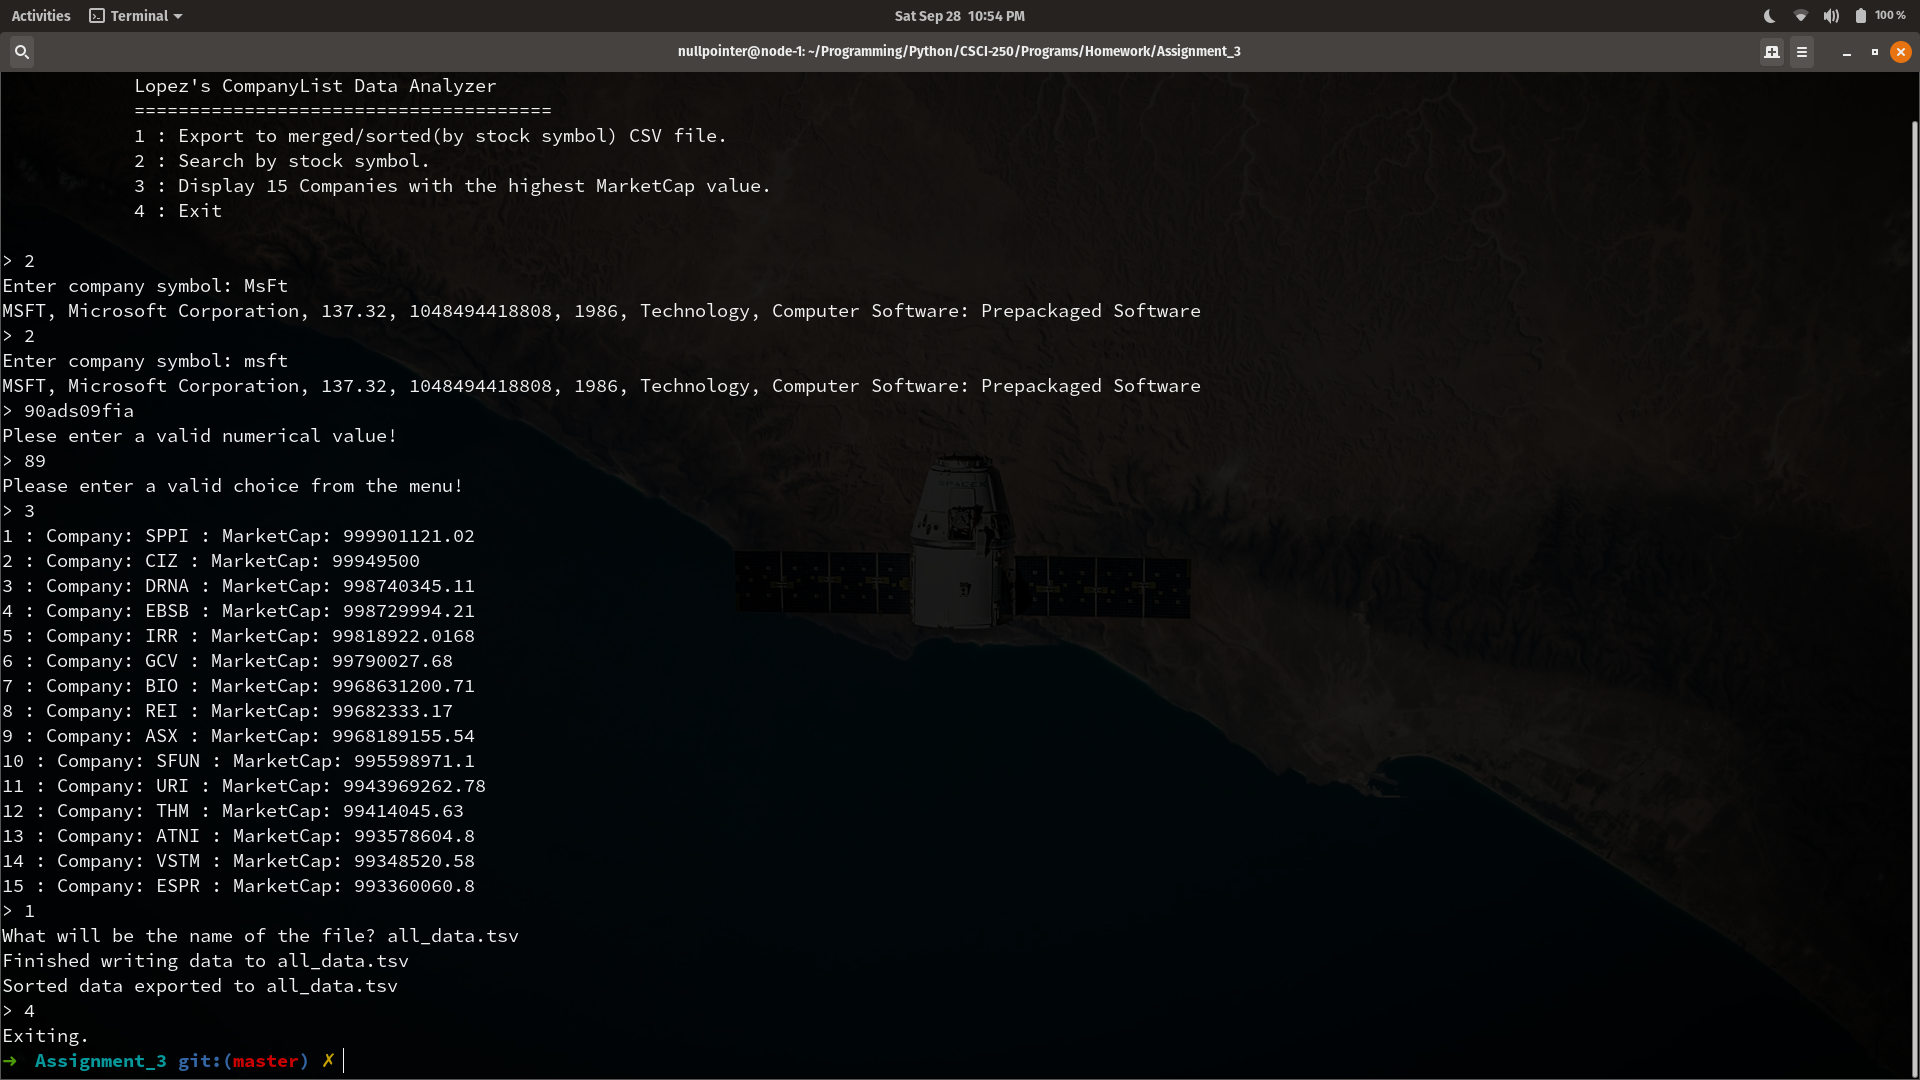 Activities
Terminal
Sat Sep 28 10:54 PM
100 %
nullpointer@node-1: ~/Programming/Python/CSCI-250/Programs/Homework/Assignment_3
Lopez's CompanyList Data Analyzer
======================================
1 : Export to merged/sorted(by stock symbol) CSV file.
2 : Search by stock symbol.
3 : Display 15 Companies with the highest MarketCap value.
4 : Exit
> 2
Enter company symbol: MsFt
MSFT, Microsoft Corporation, 137.32, 1048494418808, 1986, Technology, Computer Software: Prepackaged Software
> 2
Enter company symbol: msft
MSFT, Microsoft Corporation, 137.32, 1048494418808, 1986, Technology, Computer Software: Prepackaged Software
> 90ads09fia
Plese enter a valid numerical value!
> 89
Please enter a valid choice from the menu!
> 3
1 : Company: SPPI : MarketCap: 999901121.02
2 : Company: CIZ : MarketCap: 99949500
3 : Company: DRNA : MarketCap: 998740345.11
4 : Company: EBSB : MarketCap: 998729994.21
5 : Company: IRR : MarketCap: 99818922.0168
6 : Company: GCV : MarketCap: 99790027.68
7 : Company: BIO : MarketCap: 9968631200.71
8 : Company: REI : MarketCap: 99682333.17
9 : Company: ASX : MarketCap: 9968189155.54
10 : Company: SFUN : MarketCap: 995598971.1
11 : Company: URI : MarketCap: 9943969262.78
12 : Company: THM : MarketCap: 99414045.63
13 : Company: ATNI : MarketCap: 993578604.8
14 : Company: VSTM : MarketCap: 99348520.58
15 : Company: ESPR : MarketCap: 993360060.8
> 1
What will be the name of the file? all_data.tsv
Finished writing data to all_data.tsv
Sorted data exported to all_data.tsv
> 4
Exiting.
➜ Assignment_3 git:(master) ✗
SPACEX